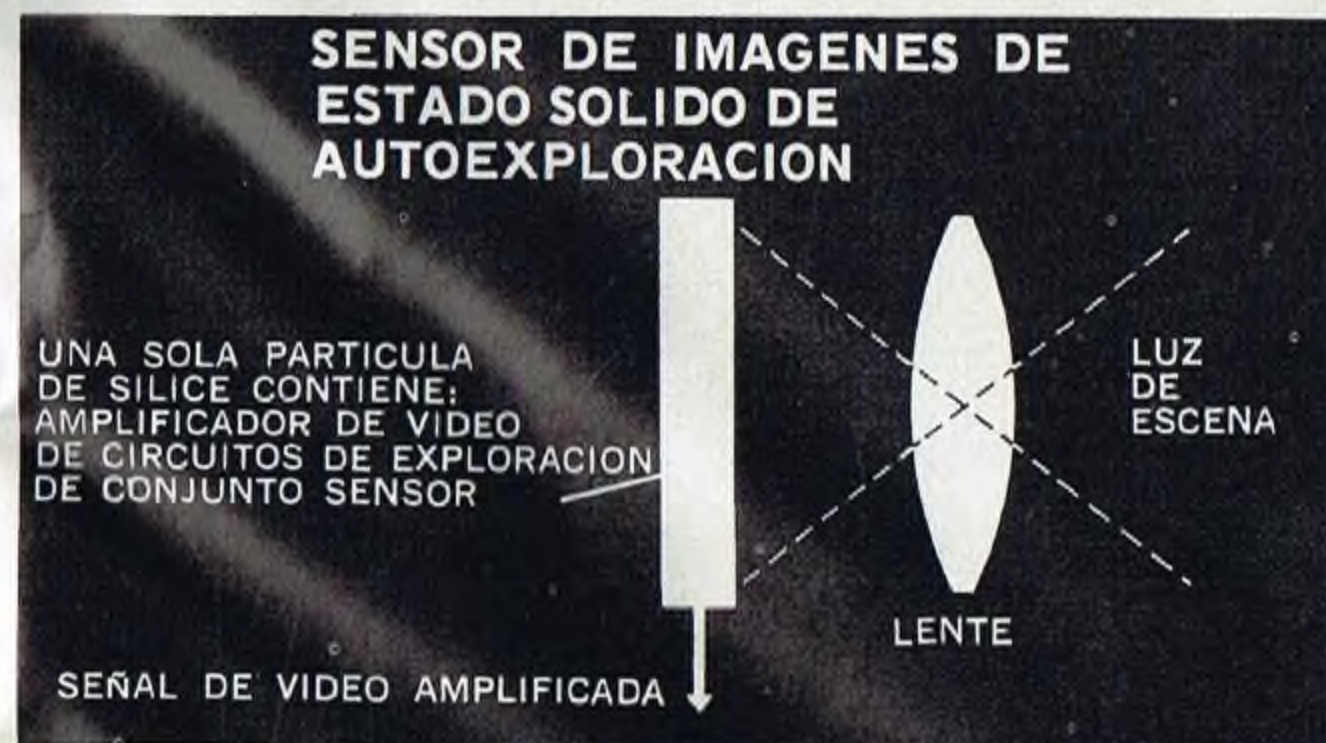 SENSOR DE IMAGENES DE
ESTADO SOLIDO DE
AUTOEXPLORACION
UNA SOLA PARTICULA
DE SILICE CONTIENE:
AMPLIFICADOR DE VIDEO
DE CIRCUITOS DE EXPLORACION
DE CONJUNTO SENSOR
LUZ
DE
ESCENA
LENTE
SEÑAL DE VIDEO AMPLIFICADA